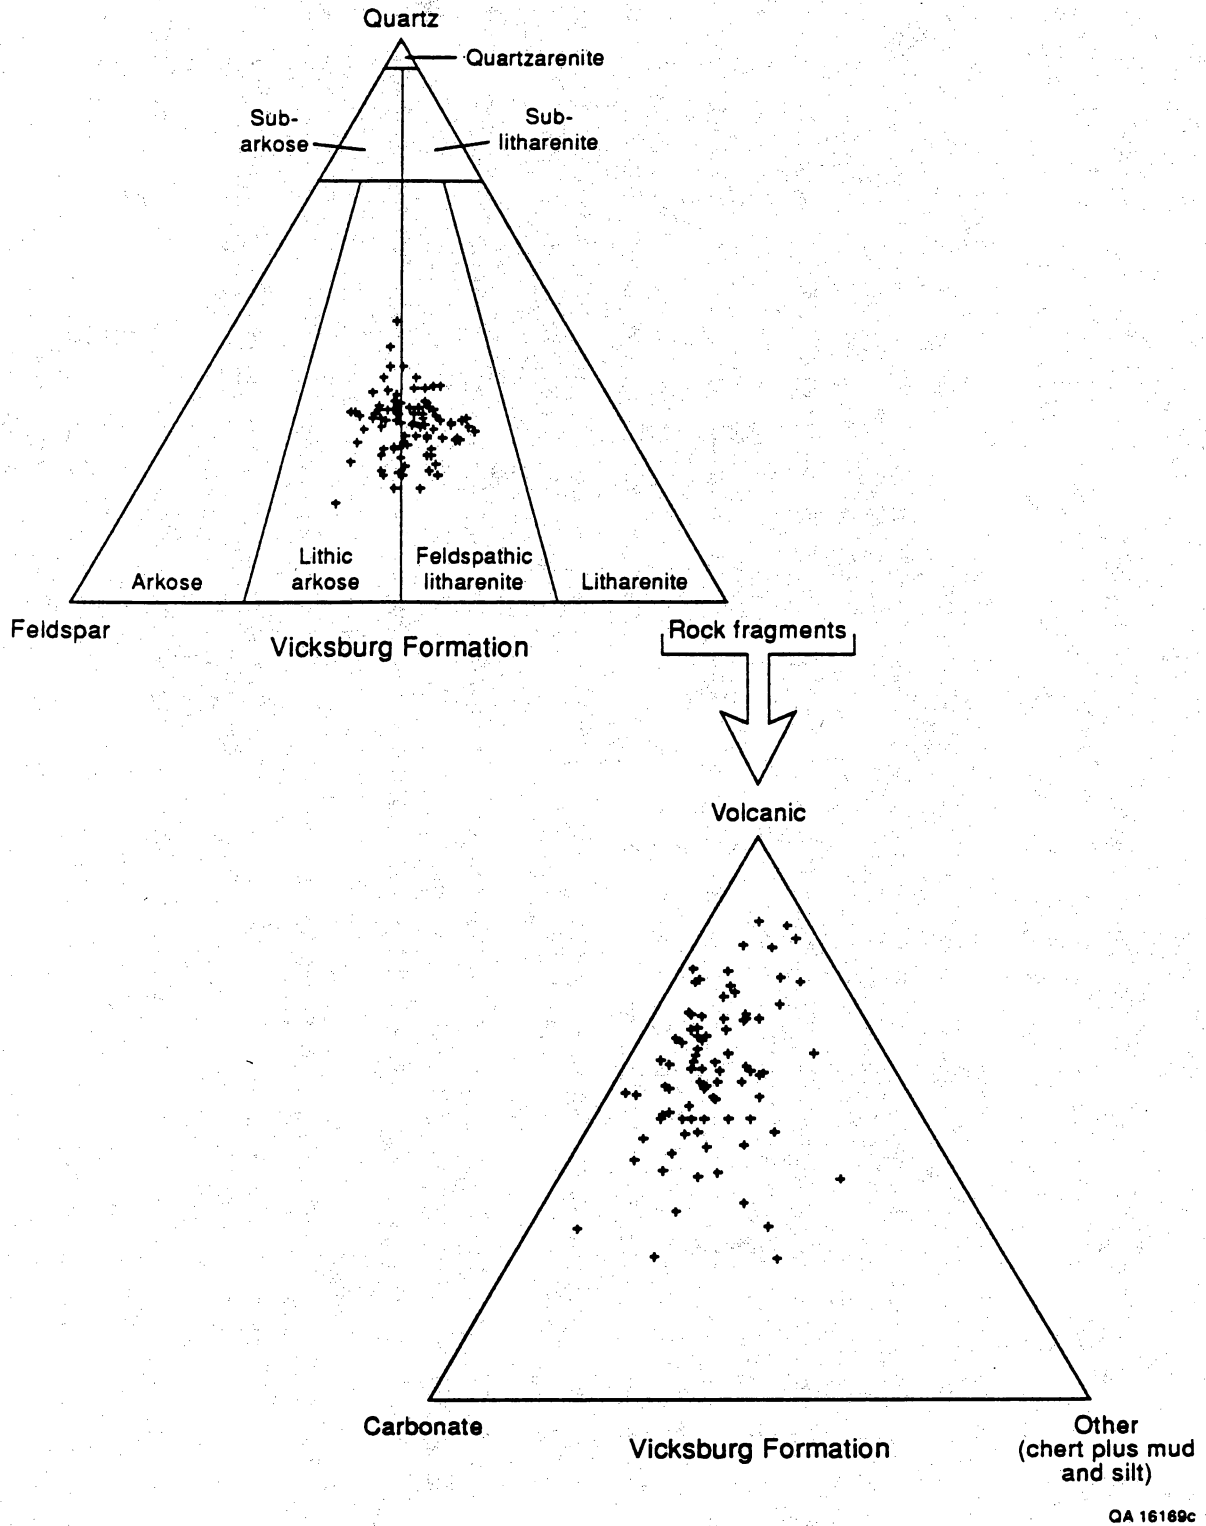 Quartz
Quartzarenite
Sub-
arkose
Sub-
litharenite
Lithic
arkose
Feldspathic
litharenite
Arkose
Litharenite
Feldspar
Vicksburg Formation
Rock fragments
Volcanic
Carbonate
Vicksburg Formation
Other
(chert plus mud
and silt)
QA 16169c